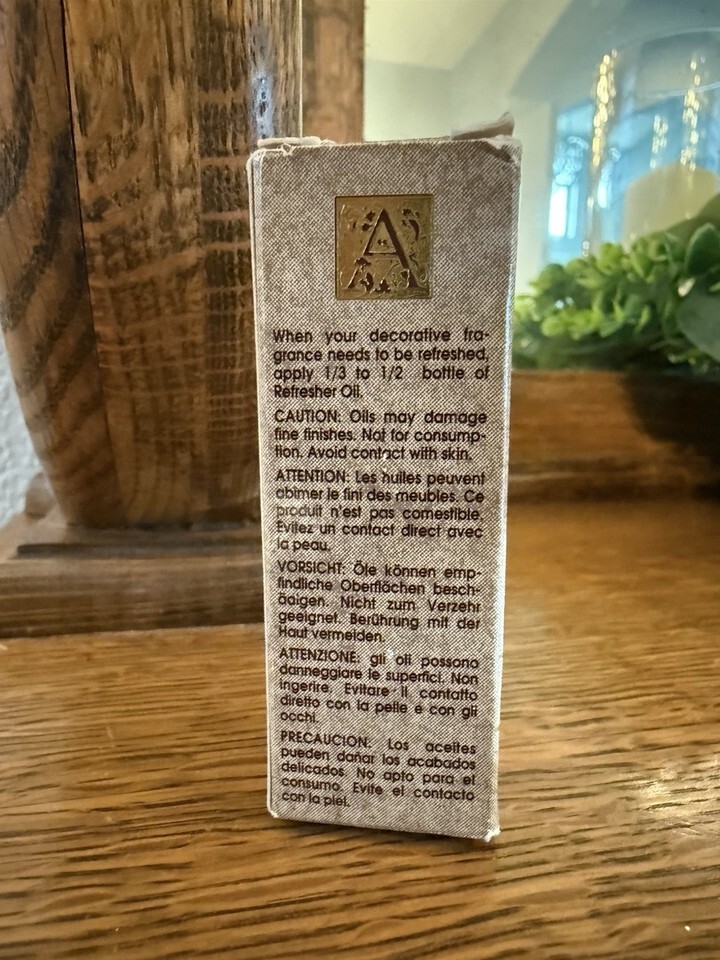 A
When your decorative fra-
grance needs to be refreshed,
apply 1/3 to 1/2 bottle of
Refresher Oil.
CAUTION: Oils may damage
fine finishes. Not for consump-
tion. Avoid contact with skin.
ATTENTION: Les huiles peuvent
abimer le fini des meubles. Ce
produit n'est pas comestible.
Evitez un contact direct avec
la peau.
VORSICHT: Öle können emp-
findliche Oberflächen besch-
ädigen. Nicht zum Verzehr
geeignet. Berührung mit der
Haut vermeiden.
ATTENZIONE: gli oli possono
danneggiare le superfici. Non
ingerire. Evitare il contatto
diretto con la pelle e con gli
occhi.
PRECAUCION: Los aceites
pueden dañar los acabados
delicados. No apto para el
consumo. Evite el contacto
con la piel.